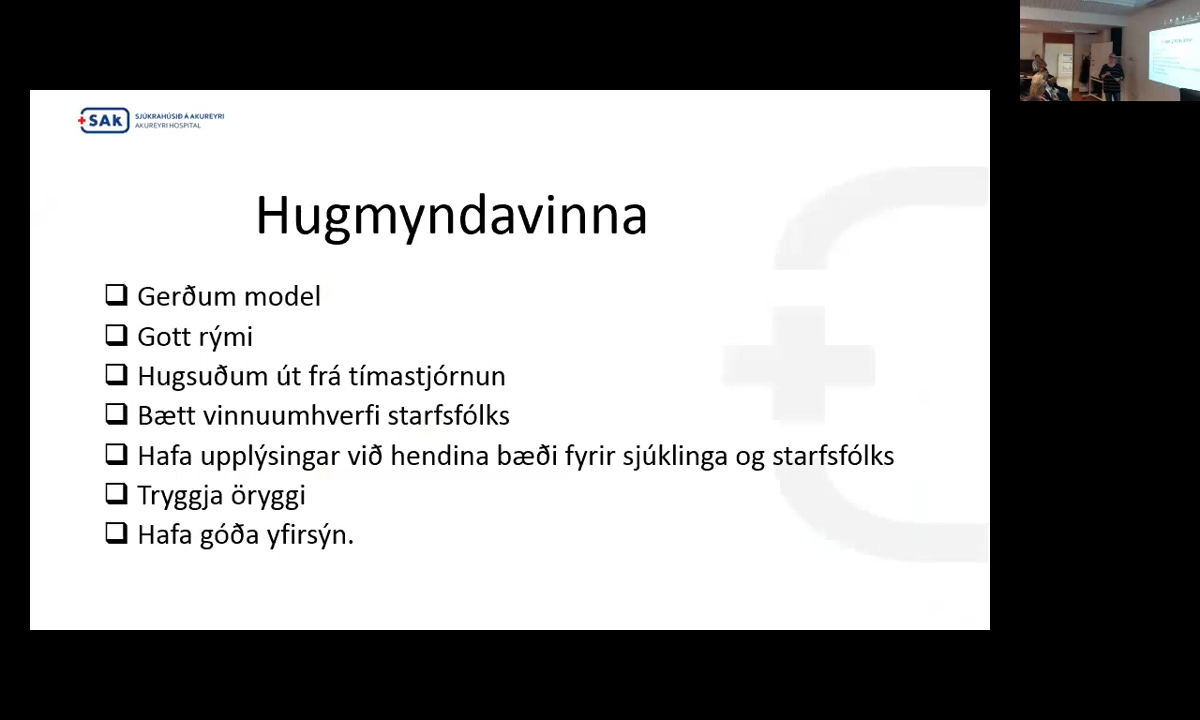 SAK
SJÚKRAHÚSIÐ Á AKUREYRI
AKUREYRI HOSPITAL
Hugmyndavinna
Gerðum model
Gott rými
Hugsuðum út frá tímastjórnun
Bætt vinnuumhverfi starfsfólks
Hafa upplýsingar við hendina bæði fyrir sjúklinga og starfsfólks
Tryggja öryggi
Hafa góða yfirsýn.